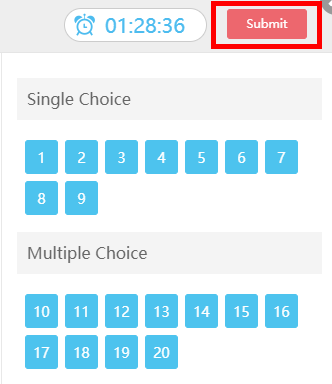 01:28:36 Submit
Single Choice
1 2 3 4 5 6 7
8 9
Multiple Choice
10 11 12 13 14 15 16
17 18 19 20